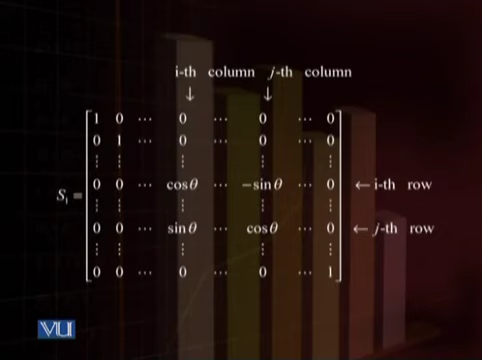 i-th column j-th column
↓ ↓
1 0 ⋯ 0 ⋯ 0 ⋯ 0
0 1 ⋯ 0 ⋯ 0 ⋯ 0
⋮ ⋮ ⋮ ⋮ ⋮
0 0 ⋯ cosθ ⋯ −sinθ ⋯ 0 ← i-th row
S₁ = ⋮ ⋮ ⋮ ⋮ ⋮
0 0 ⋯ sinθ ⋯ cosθ ⋯ 0 ← j-th row
⋮ ⋮ ⋮ ⋮ ⋮
0 0 ⋯ 0 ⋯ 0 ⋯ 1
VU